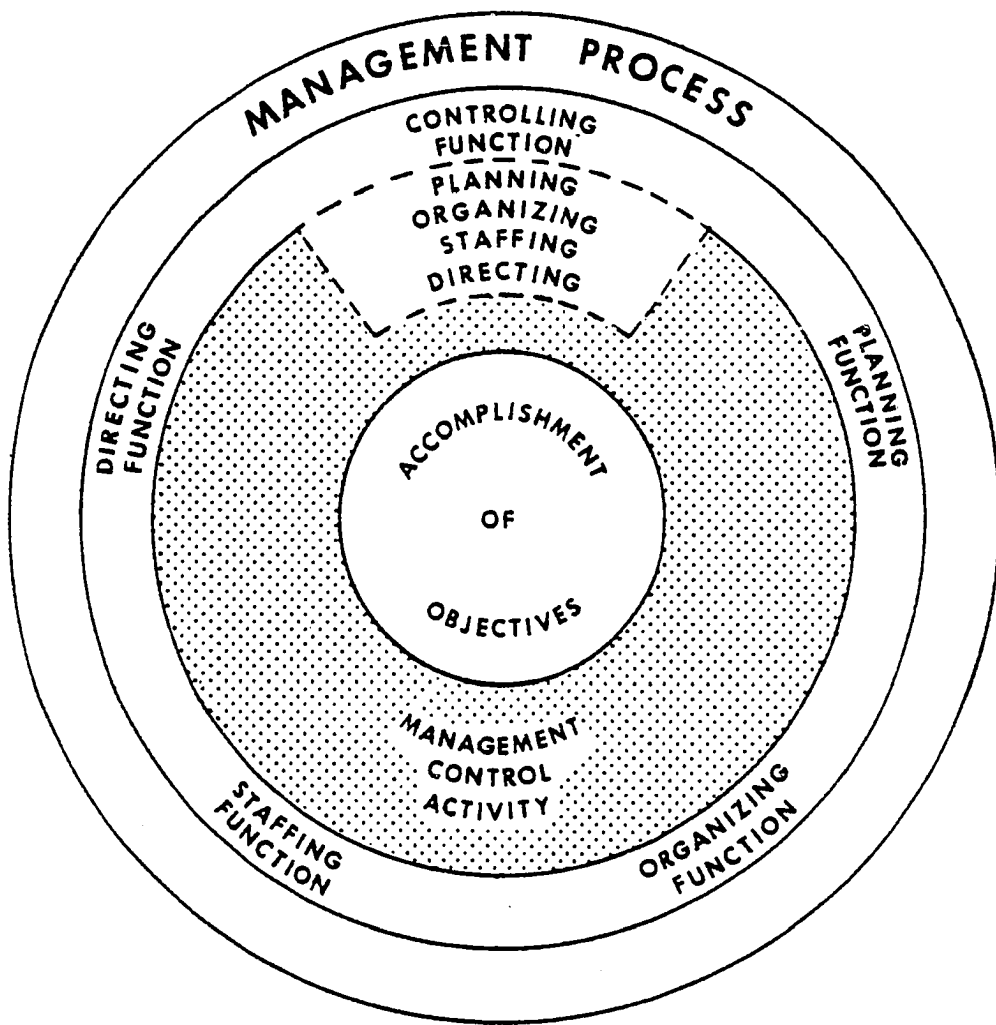 MANAGEMENT PROCESS
CONTROLLING
FUNCTION
PLANNING
ORGANIZING
STAFFING
DIRECTING
DIRECTING
FUNCTION
PLANNING
FUNCTION
ACCOMPLISHMENT
OF
OBJECTIVES
MANAGEMENT
CONTROL
ACTIVITY
STAFFING
FUNCTION
ORGANIZING
FUNCTION